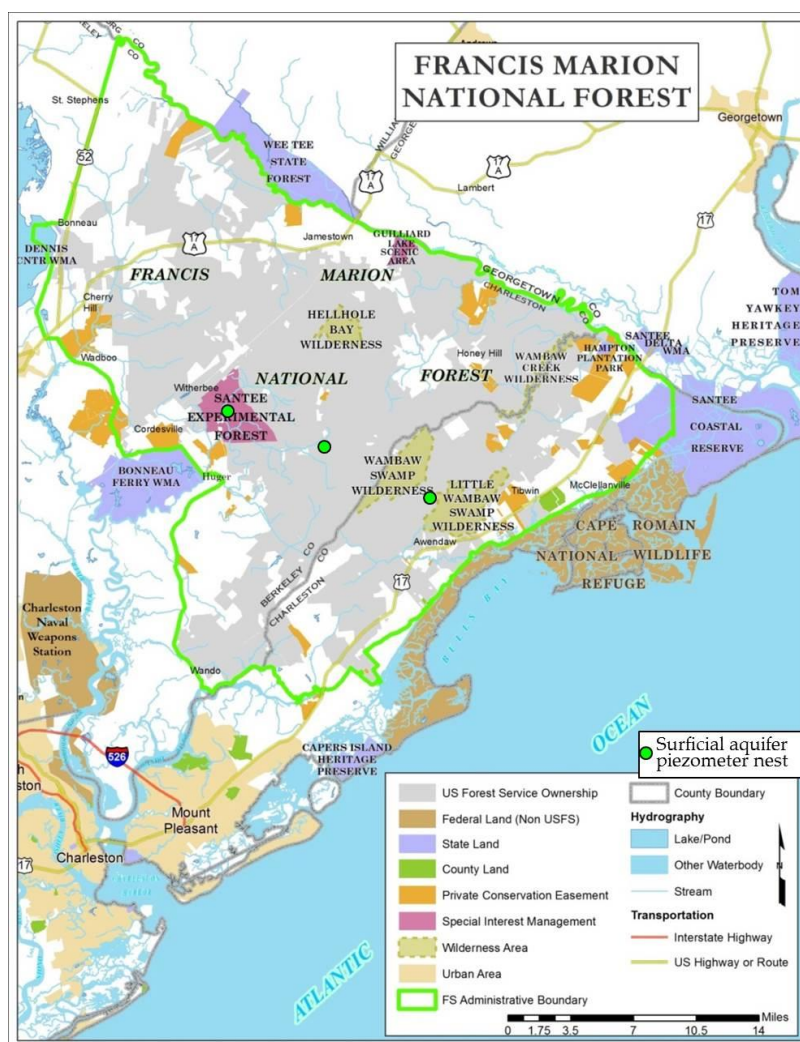 FRANCIS MARION
NATIONAL FOREST
CO
CO
St. Stephens
Georgetown
WEE TEE
STATE
FOREST
52
17
A
17
A
Lambert
17
Bonneau
17
A
Jamestown
GUILLIARD
LAKE
SCENIC
AREA
DENNIS
CNTR WMA
FRANCIS
MARION
GEORGETOWN CO
CHARLESTON CO
TOM
YAWKEY
HERITAGE
PRESERVE
Cherry
Hill
HELLHOLE
BAY
WILDERNESS
SANTEE
DELTA
WMA
Wadboo
Honey Hill
WAMBAW
CREEK
WILDERNESS
HAMPTON
PLANTATION
PARK
NATIONAL
FOREST
Witherbee
SANTEE
EXPERIMENTAL
FOREST
SANTEE
COASTAL
RESERVE
Cordesville
BONNEAU
FERRY WMA
Huger
WAMBAW
SWAMP
WILDERNESS
LITTLE
WAMBAW
SWAMP
WILDERNESS
Tibwin
McClellanville
CAPE ROMAIN
NATIONAL WILDLIFE
REFUGE
Awendaw
BERKELEY CO
CHARLESTON CO
17
BULLS BAY
Charleston
Naval
Weapons
Station
Wando
OCEAN
Surficial aquifer
piezometer nest
526
CAPERS ISLAND
HERITAGE
PRESERVE
Mount
Pleasant
Charleston
17
ATLANTIC
US Forest Service Ownership
Federal Land (Non USFS)
State Land
County Land
Private Conservation Easement
Special Interest Management
Wilderness Area
Urban Area
FS Administrative Boundary
County Boundary
Hydrography
Lake/Pond
Other Waterbody
Stream
Transportation
Interstate Highway
US Highway or Route
N
Miles
0 1.75 3.5 7 10.5 14